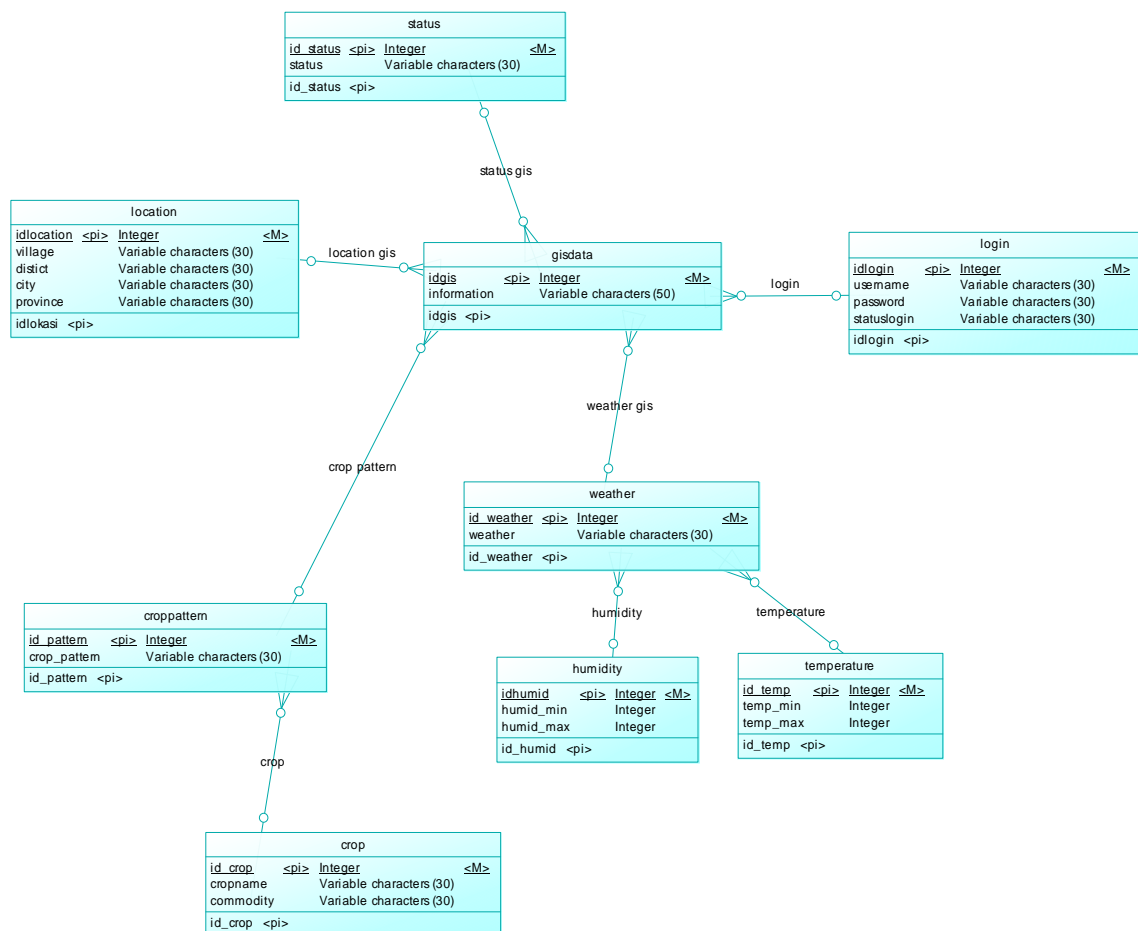 status
id_status <pi> Integer <M>
status Variable characters (30)
id_status <pi>
status gis
location
idlocation <pi> Integer <M>
village Variable characters (30)
distict Variable characters (30)
city Variable characters (30)
province Variable characters (30)
idlokasi <pi>
location gis
gisdata
idgis <pi> Integer <M>
information Variable characters (50)
idgis <pi>
login
login
idlogin <pi> Integer <M>
username Variable characters (30)
password Variable characters (30)
statuslogin Variable characters (30)
idlogin <pi>
weather gis
crop pattern
weather
id_weather <pi> Integer <M>
weather Variable characters (30)
id_weather <pi>
humidity
temperature
croppattern
id_pattern <pi> Integer <M>
crop_pattern Variable characters (30)
id_pattern <pi>
humidity
idhumid <pi> Integer <M>
humid_min Integer
humid_max Integer
id_humid <pi>
temperature
id_temp <pi> Integer <M>
temp_min Integer
temp_max Integer
id_temp <pi>
crop
crop
id_crop <pi> Integer <M>
cropname Variable characters (30)
commodity Variable characters (30)
id_crop <pi>